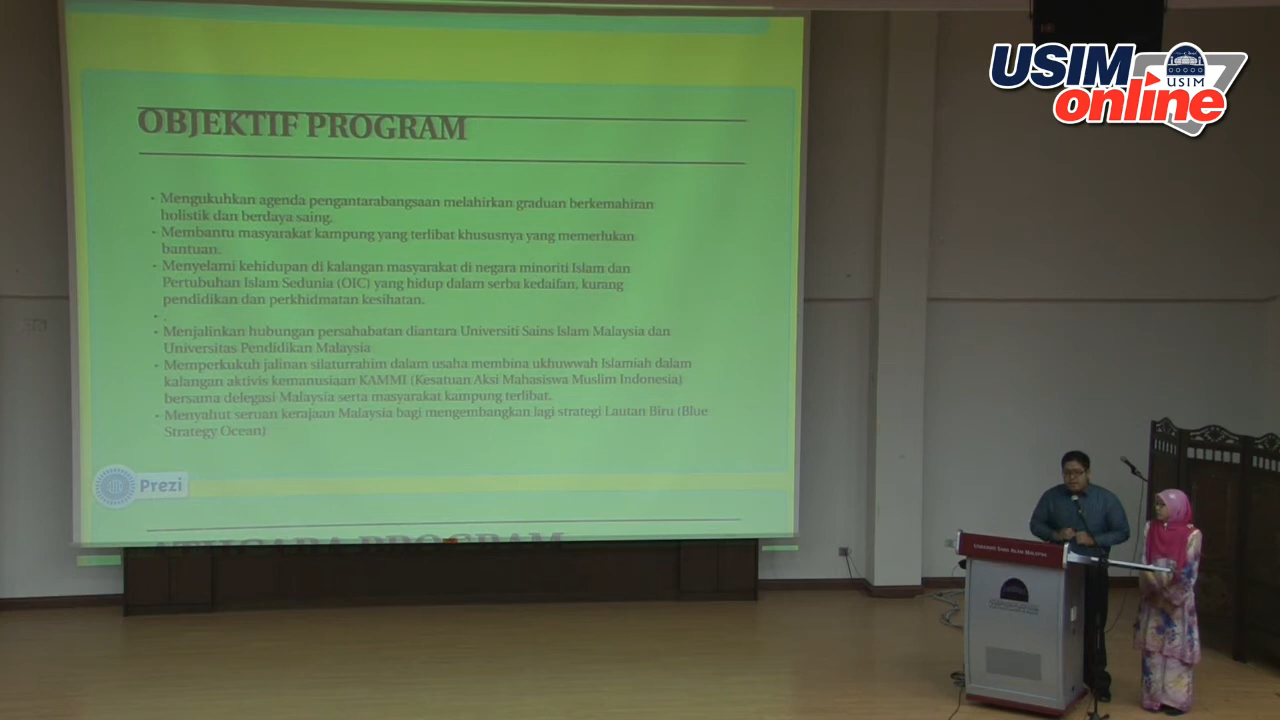 USIM
USIM
online
OBJEKTIF PROGRAM
- Mengukuhkan agenda pengantarabangsaan melahirkan graduan berkemahiran
holistik dan berdaya saing.
- Membantu masyarakat kampung yang terlibat khususnya yang memerlukan
bantuan.
- Menyelami kehidupan di kalangan masyarakat di negara minoriti Islam dan
Pertubuhan Islam Sedunia (OIC) yang hidup dalam serba kedaifan, kurang
pendidikan dan perkhidmatan kesihatan.
- .
- Menjalinkan hubungan persahabatan diantara Universiti Sains Islam Malaysia dan
Universitas Pendidikan Malaysia
- Memperkukuh jalinan silaturrahim dalam usaha membina ukhuwwah Islamiah dalam
kalangan aktivis kemanusiaan KAMMI (Kesatuan Aksi Mahasiswa Muslim Indonesia)
bersama delegasi Malaysia serta masyarakat kampung terlibat.
- Menyahut seruan kerajaan Malaysia bagi mengembangkan lagi strategi Lautan Biru (Blue
Strategy Ocean)
Prezi
PROGRAM
Universiti Sains Islam Malaysia